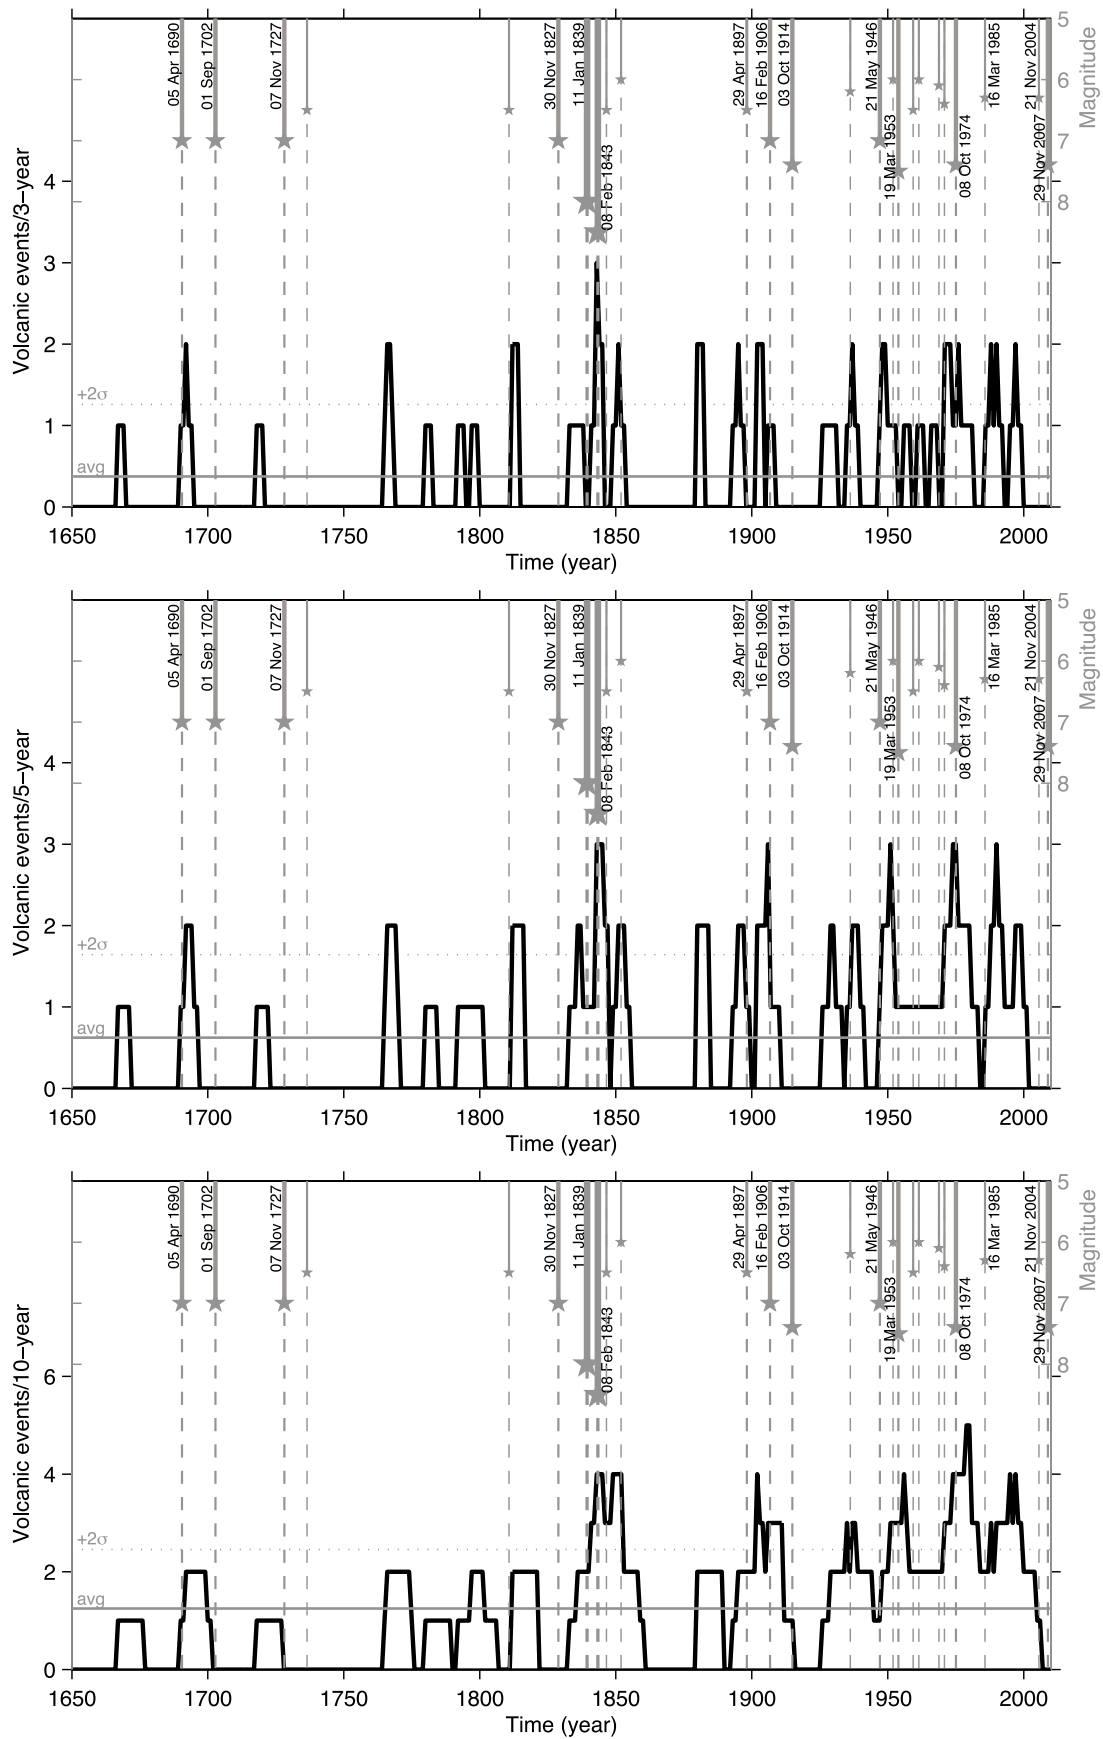 5
05 Apr 1690
01 Sep 1702
07 Nov 1727
30 Nov 1827
11 Jan 1839
08 Feb 1843
29 Apr 1897
16 Feb 1906
03 Oct 1914
21 May 1946
19 Mar 1953
08 Oct 1974
16 Mar 1985
21 Nov 2004
29 Nov 2007
6
7
8
Magnitude
Volcanic events/3−year
4
3
2
+2σ
1
avg
0
1650 1700 1750 1800 1850 1900 1950 2000
Time (year)
5
05 Apr 1690
01 Sep 1702
07 Nov 1727
30 Nov 1827
11 Jan 1839
08 Feb 1843
29 Apr 1897
16 Feb 1906
03 Oct 1914
21 May 1946
19 Mar 1953
08 Oct 1974
16 Mar 1985
21 Nov 2004
29 Nov 2007
6
7
8
Magnitude
Volcanic events/5−year
4
3
2
+2σ
1
avg
0
1650 1700 1750 1800 1850 1900 1950 2000
Time (year)
5
05 Apr 1690
01 Sep 1702
07 Nov 1727
30 Nov 1827
11 Jan 1839
08 Feb 1843
29 Apr 1897
16 Feb 1906
03 Oct 1914
21 May 1946
19 Mar 1953
08 Oct 1974
16 Mar 1985
21 Nov 2004
29 Nov 2007
6
7
8
Magnitude
Volcanic events/10−year
6
4
+2σ
2
avg
0
1650 1700 1750 1800 1850 1900 1950 2000
Time (year)